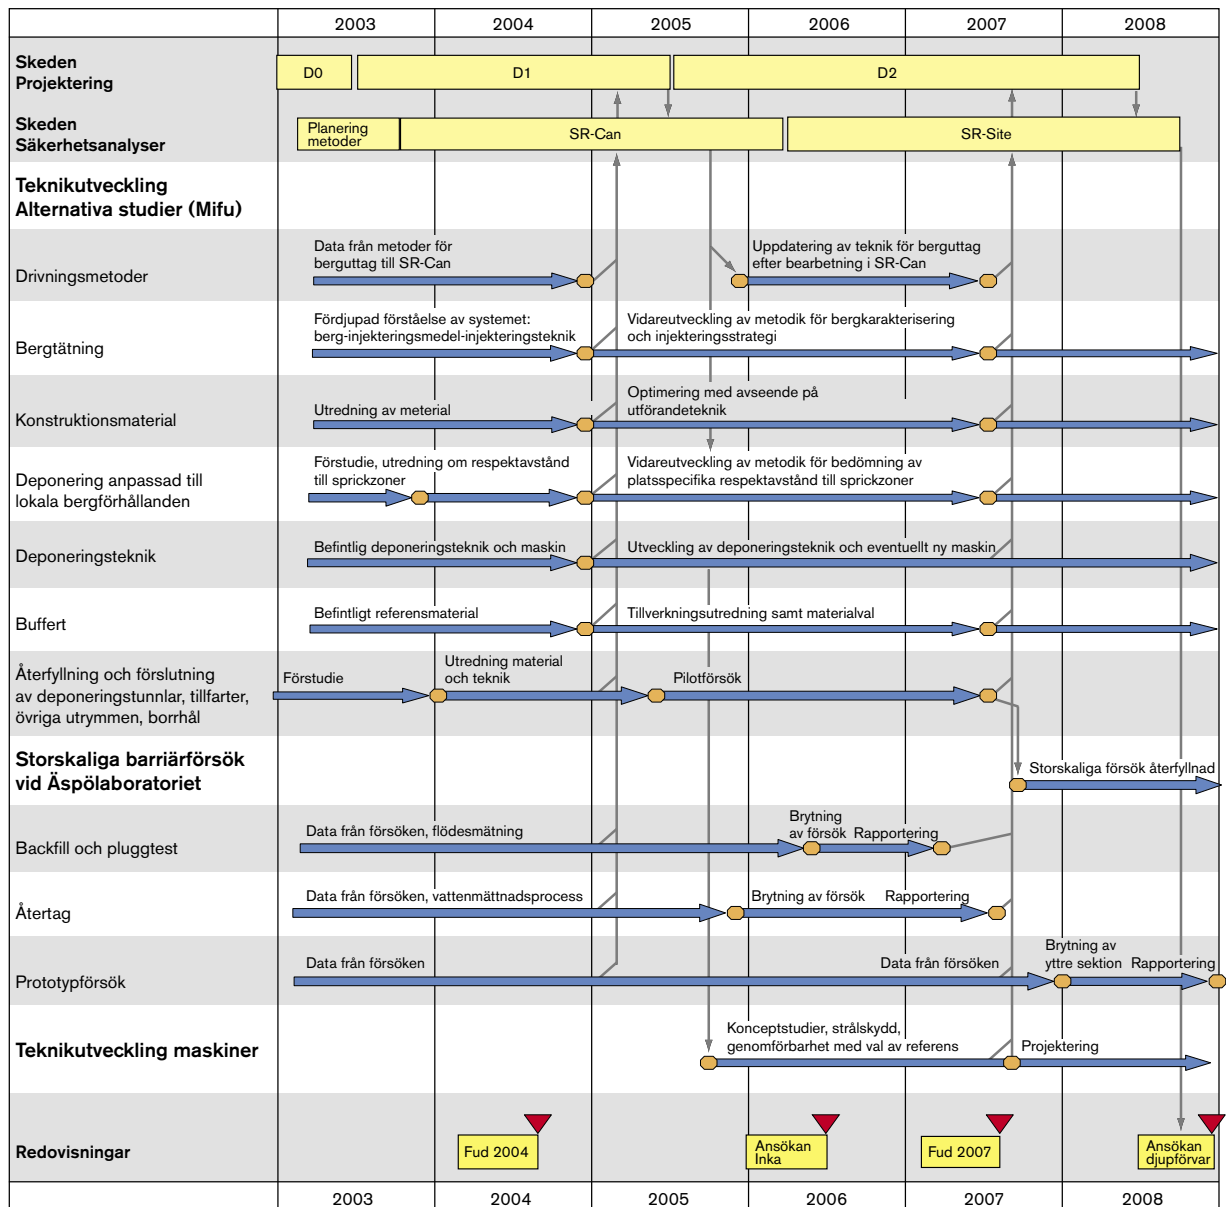 2003 2004 2005 2006 2007 2008
Skeden
Projektering
D0 D1 D2
Skeden
Säkerhetsanalyser
Planering
metoder
SR-Can SR-Site
Teknikutveckling
Alternativa studier (Mifu)
Drivningsmetoder
Data från metoder för
berguttag till SR-Can
Uppdatering av teknik för berguttag
efter bearbetning i SR-Can
Bergtätning
Fördjupad förståelse av systemet:
berg-injekteringsmedel-injekteringsteknik
Vidareutveckling av metodik för bergkarakterisering
och injekteringsstrategi
Konstruktionsmaterial
Utredning av meterial
Optimering med avseende på
utförandeteknik
Deponering anpassad till
lokala bergförhållanden
Förstudie, utredning om respektavstånd
till sprickzoner
Vidareutveckling av metodik för bedömning av
platsspecifika respektavstånd till sprickzoner
Deponeringsteknik
Befintlig deponeringsteknik och maskin
Utveckling av deponeringsteknik och eventuellt ny maskin
Buffert
Befintligt referensmaterial
Tillverkningsutredning samt materialval
Återfyllning och förslutning
av deponeringstunnlar, tillfarter,
övriga utrymmen, borrhål
Förstudie
Utredning material
och teknik
Pilotförsök
Storskaliga barriärförsök
vid Äspölaboratoriet
Storskaliga försök återfyllnad
Backfill och pluggtest
Data från försöken, flödesmätning
Brytning
av försök
Rapportering
Återtag
Data från försöken, vattenmättnadsprocess
Brytning av försök
Rapportering
Prototypförsök
Data från försöken
Data från försöken
Brytning av
yttre sektion
Rapportering
Teknikutveckling maskiner
Konceptstudier, strålskydd,
genomförbarhet med val av referens
Projektering
Redovisningar
Fud 2004
Ansökan
Inka
Fud 2007
Ansökan
djupförvar
2003 2004 2005 2006 2007 2008